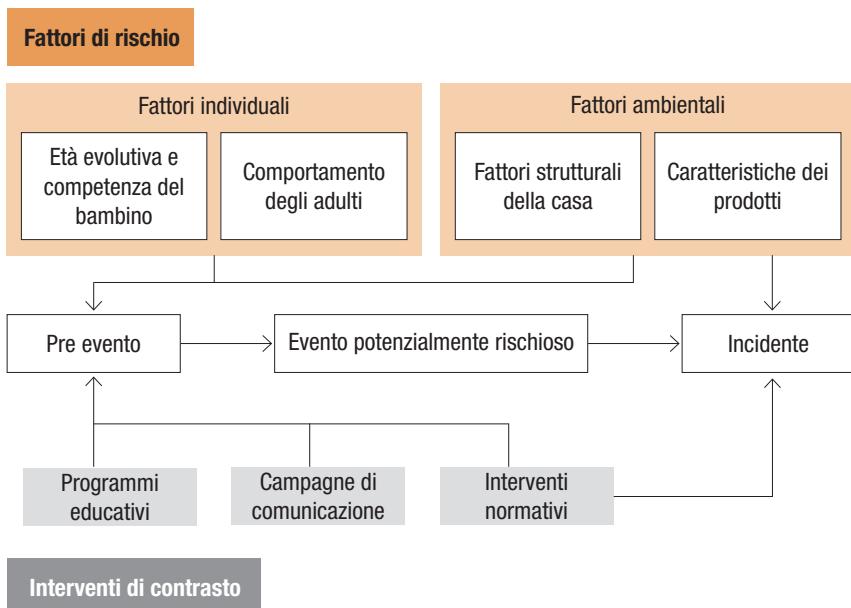 Fattori di rischio
Fattori individuali
Età evolutiva e
competenza del
bambino
Comportamento
degli adulti
Fattori ambientali
Fattori strutturali
della casa
Caratteristiche dei
prodotti
Pre evento
Evento potenzialmente rischioso
Incidente
Programmi
educativi
Campagne di
comunicazione
Interventi
normativi
Interventi di contrasto